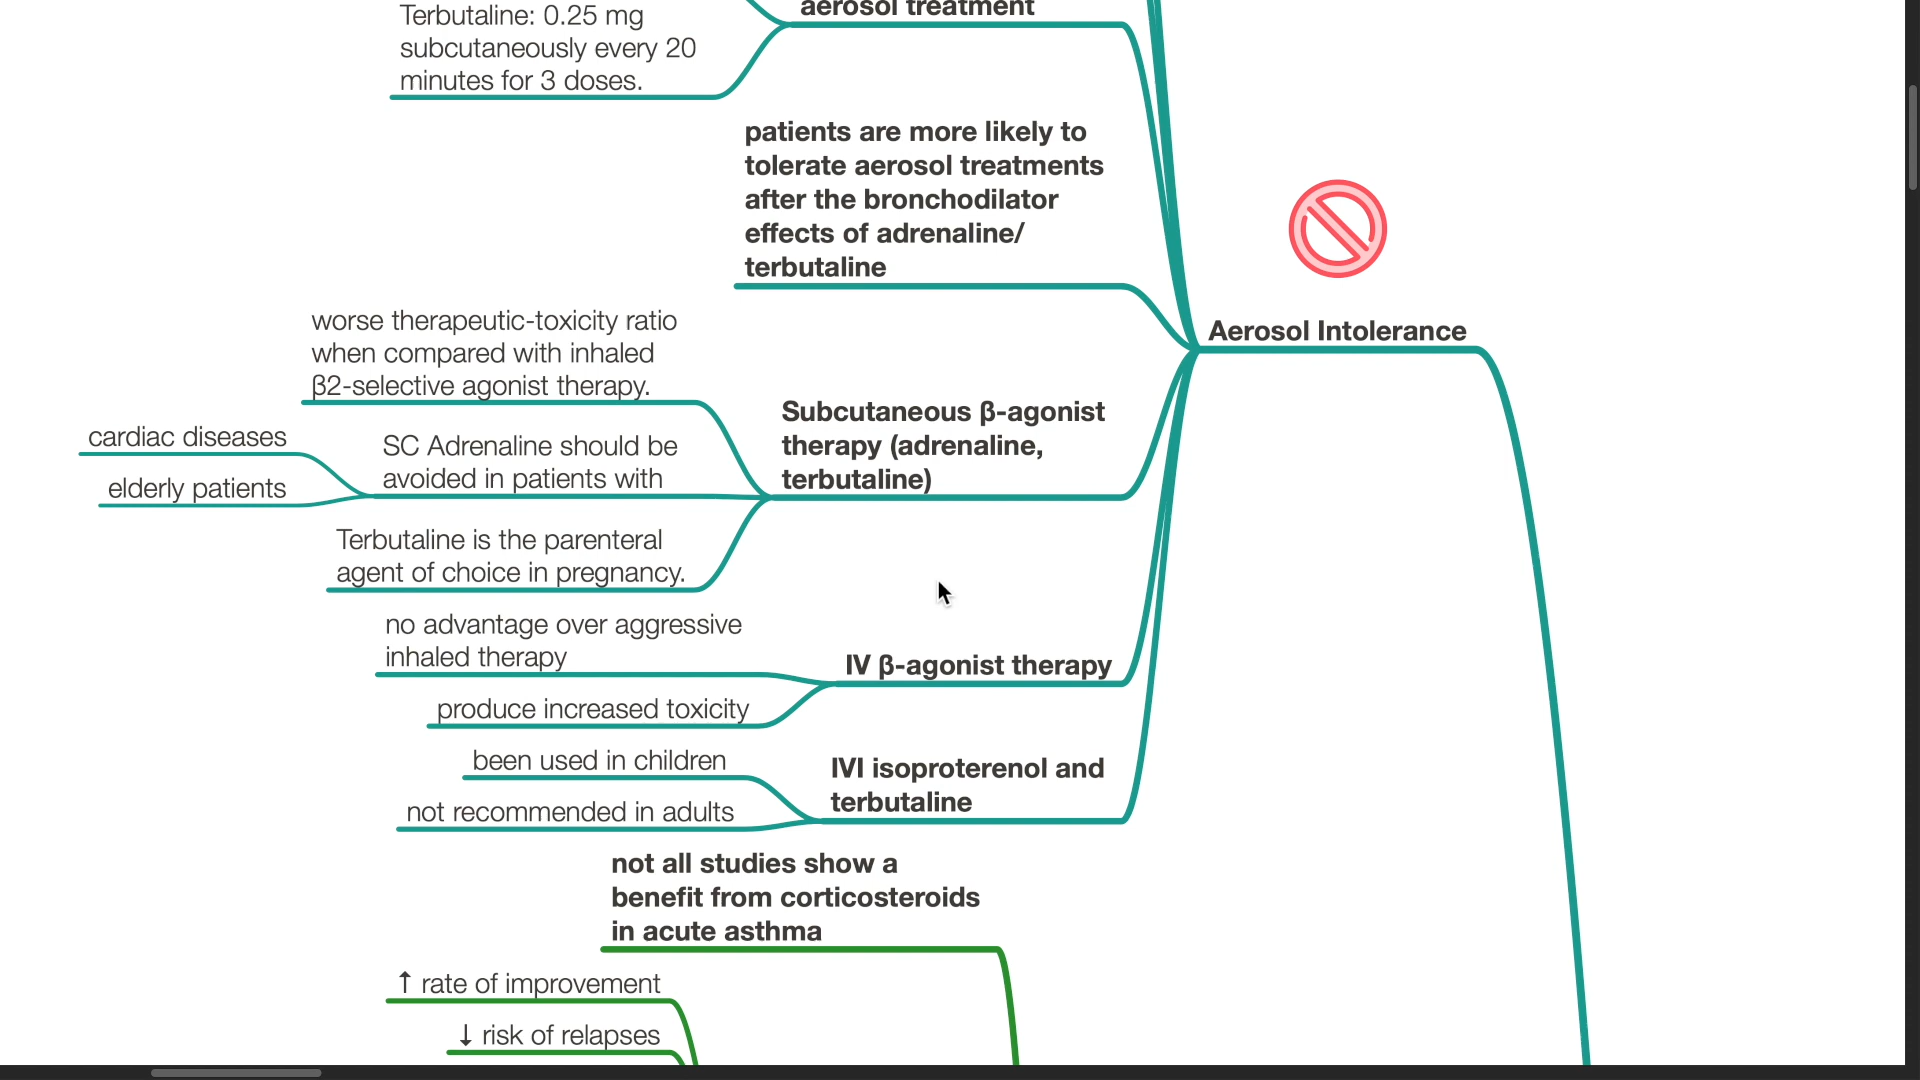 aerosol treatment
Terbutaline: 0.25 mg
subcutaneously every 20
minutes for 3 doses.
patients are more likely to
tolerate aerosol treatments
after the bronchodilator
effects of adrenaline/
terbutaline
Aerosol Intolerance
worse therapeutic-toxicity ratio
when compared with inhaled
β2-selective agonist therapy.
Subcutaneous β-agonist
therapy (adrenaline,
terbutaline)
cardiac diseases
elderly patients
SC Adrenaline should be
avoided in patients with
Terbutaline is the parenteral
agent of choice in pregnancy.
no advantage over aggressive
inhaled therapy
IV β-agonist therapy
produce increased toxicity
been used in children
IVI isoproterenol and
terbutaline
not recommended in adults
not all studies show a
benefit from corticosteroids
in acute asthma
↑ rate of improvement
↓ risk of relapses